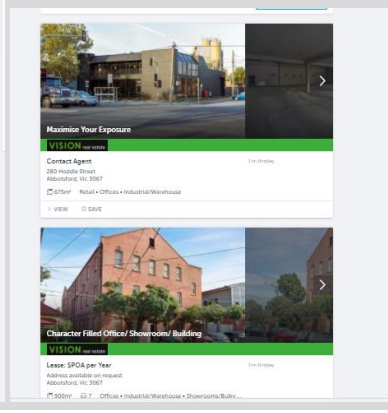 Maximise Your Exposure
VISION real estate
Contact Agent
280 Hoddle Street
Abbotsford, Vic 3067
675m² Retail • Offices • Industrial/Warehouse
VIEW SAVE
Character Filled Office/ Showroom/ Building
VISION real estate
Lease: $POA per Year
Address available on request
Abbotsford, Vic 3067
900m² 7 Offices • Industrial/Warehouse • Showrooms/Bulky ...